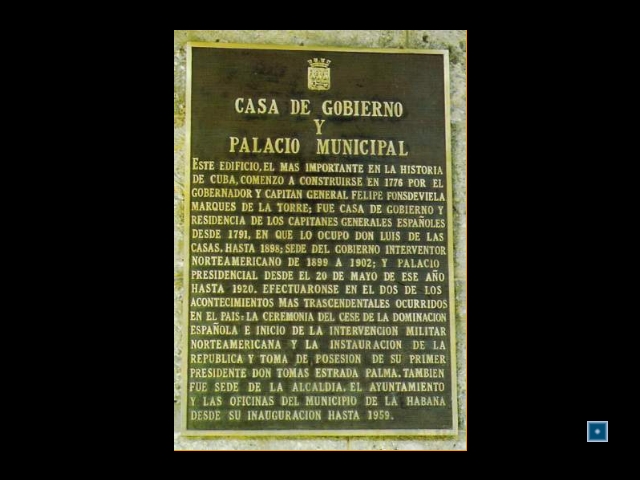 CASA DE GOBIERNO
Y
PALACIO MUNICIPAL
ESTE EDIFICIO, EL MAS IMPORTANTE EN LA HISTORIA
DE CUBA, COMENZO A CONSTRUIRSE EN 1776 POR EL
GOBERNADOR Y CAPITAN GENERAL FELIPE FONSDEVIELA
MARQUES DE LA TORRE; FUE CASA DE GOBIERNO Y
RESIDENCIA DE LOS CAPITANES GENERALES ESPAÑOLES
DESDE 1791, EN QUE LO OCUPO DON LUIS DE LAS
CASAS, HASTA 1898; SEDE DEL GOBIERNO INTERVENTOR
NORTEAMERICANO DE 1899 A 1902; Y PALACIO
PRESIDENCIAL DESDE EL 20 DE MAYO DE ESE AÑO
HASTA 1920. EFECTUARONSE EN EL DOS DE LOS
ACONTECIMIENTOS MAS TRASCENDENTALES OCURRIDOS
EN EL PAIS: LA CEREMONIA DEL CESE DE LA DOMINACION
ESPAÑOLA E INICIO DE LA INTERVENCION MILITAR
NORTEAMERICANA Y LA INSTAURACION DE LA
REPUBLICA Y TOMA DE POSESION DE SU PRIMER
PRESIDENTE DON TOMAS ESTRADA PALMA. TAMBIEN
FUE SEDE DE LA ALCALDIA, EL AYUNTAMIENTO
Y LAS OFICINAS DEL MUNICIPIO DE LA HABANA
DESDE SU INAUGURACION HASTA 1959.